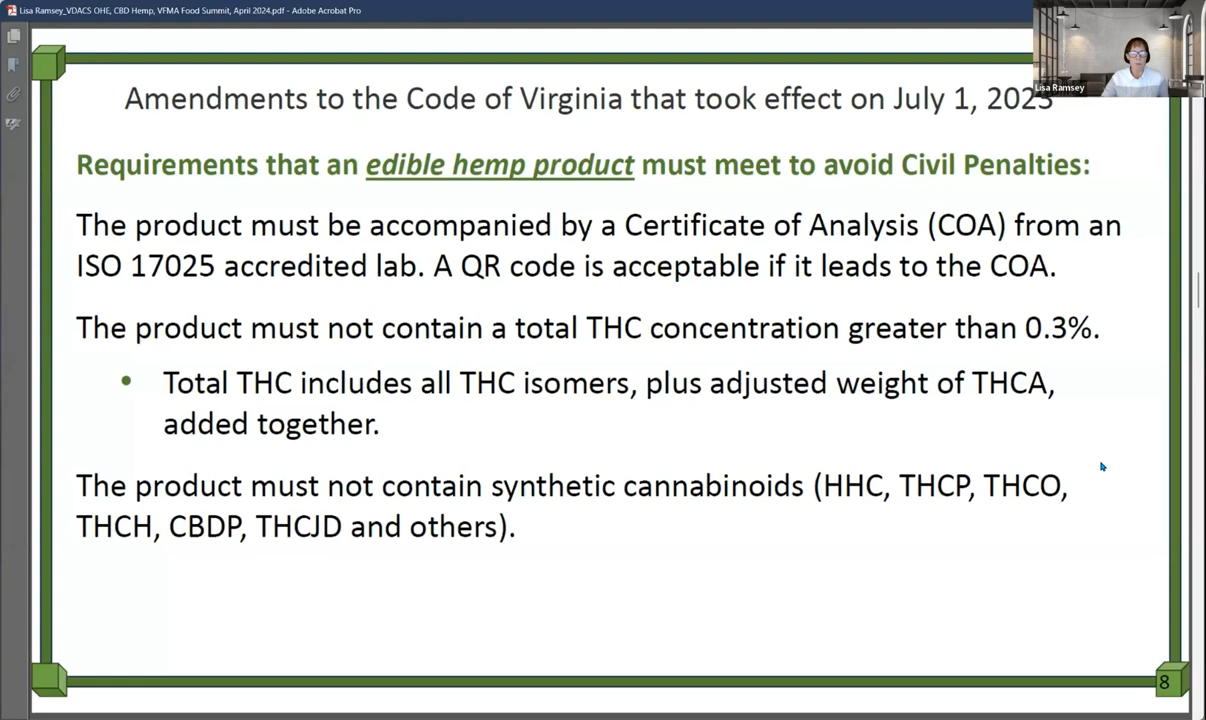 Lisa Ramsey_VDACS OHE, CBD Hemp, VFMA Food Summit, April 2024.pdf - Adobe Acrobat Pro
Lisa Ramsey
Amendments to the Code of Virginia that took effect on July 1, 2023
Requirements that an edible hemp product must meet to avoid Civil Penalties:
The product must be accompanied by a Certificate of Analysis (COA) from an
ISO 17025 accredited lab. A QR code is acceptable if it leads to the COA.
The product must not contain a total THC concentration greater than 0.3%.
• Total THC includes all THC isomers, plus adjusted weight of THCA,
added together.
The product must not contain synthetic cannabinoids (HHC, THCP, THCO,
THCH, CBDP, THCJD and others).
8